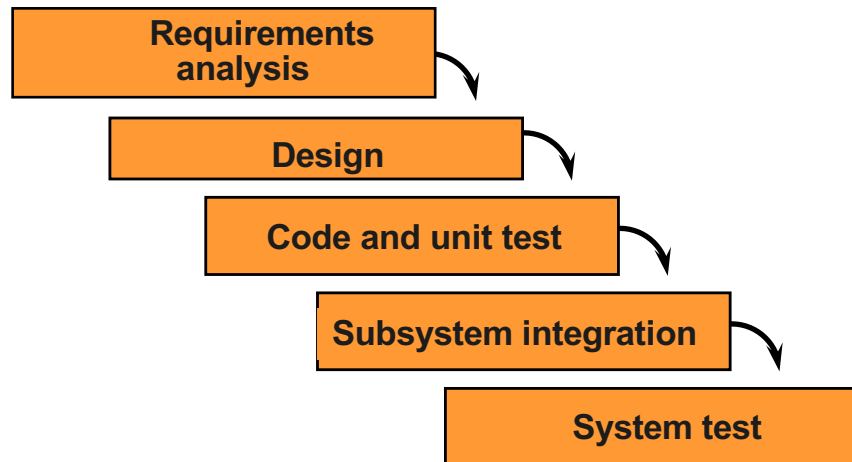 Requirements
analysis
Design
Code and unit test
Subsystem integration
System test